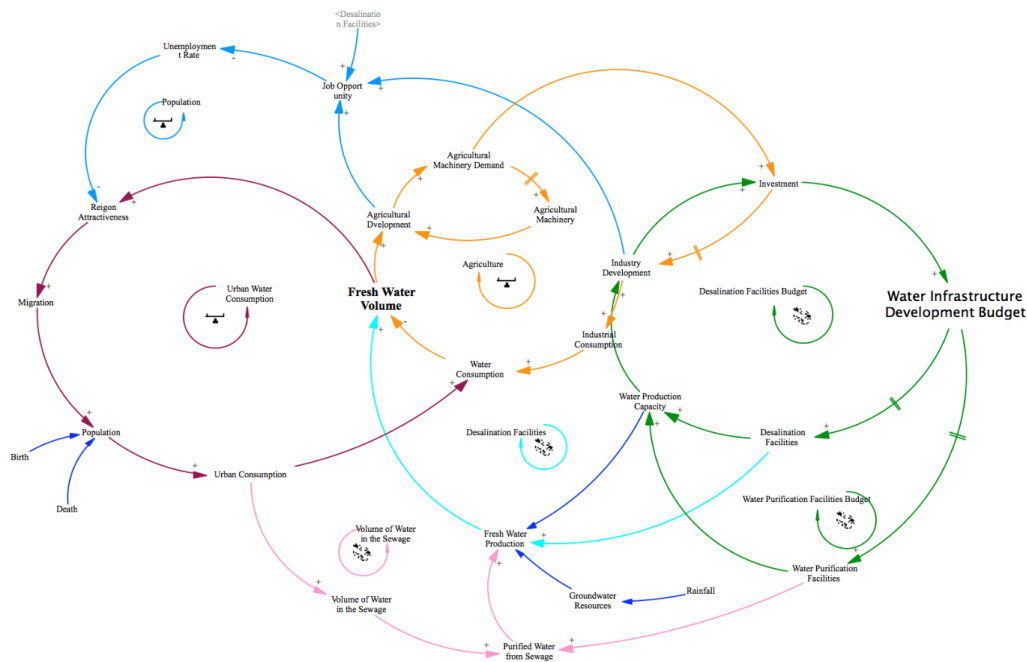 <Desalinatio
n Facilities>
Unemploymen
t Rate
Job Opport
unity
Population
Agricultural
Machinery Demand
Investment
Reigon
Attractiveness
Agricultural
Dvelopment
Agricultural
Machinery
Agriculture
Industry
Development
Urban Water
Consumption
Fresh Water
Volume
Desalination Facilities Budget
Water Infrastructure
Development Budget
Migration
Industrial
Consumption
Water
Consumption
Water Production
Capacity
Population
Desalination Facilities
Desalination
Facilities
Birth
Urban Consumption
Death
Water Purification Facilities Budget
Volume of Water
in the Sewage
Fresh Water
Production
Water Purification
Facilities
Groundwater
Resources
Rainfall
Volume of Water
in the Sewage
Purified Water
from Sewage